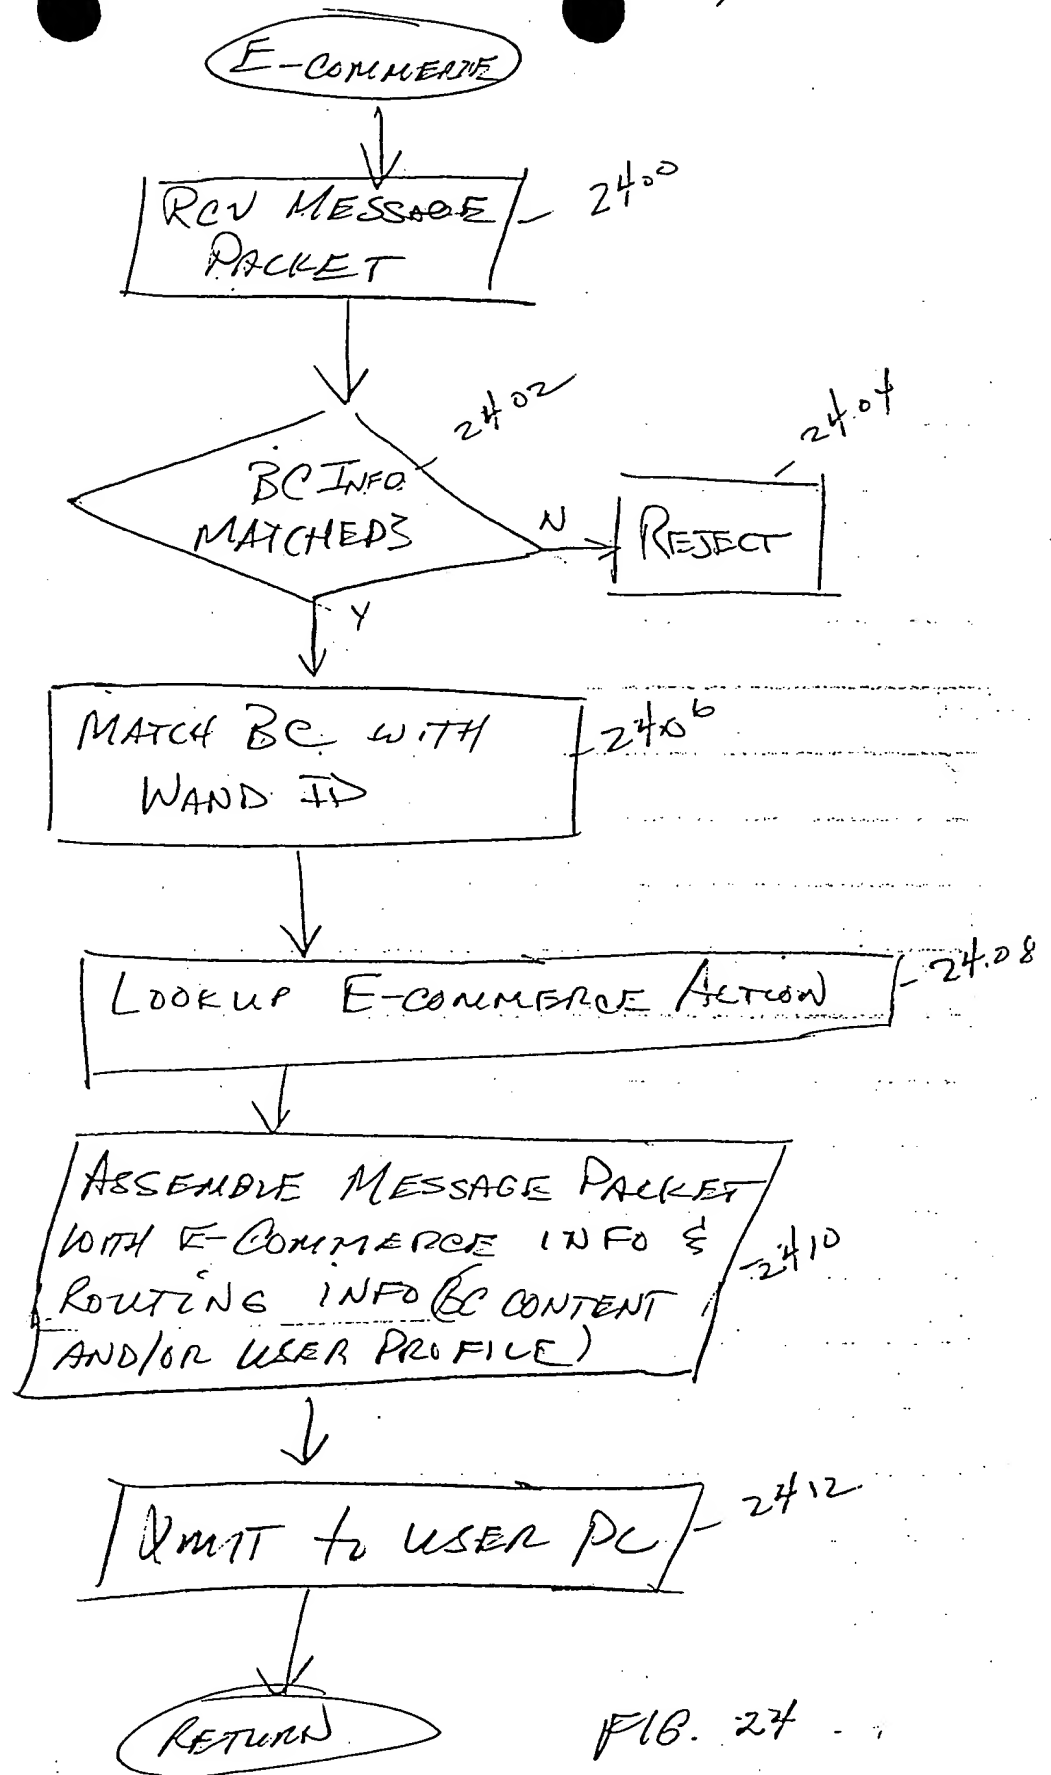 E-COMMERCE
RCV MESSAGE
PACKET
2400
2402
BC INFO
MATCHED?
N
2404
REJECT
Y
MATCH BC WITH
WAND ID
2406
LOOKUP E-COMMERCE ACTION
2408
ASSEMBLE MESSAGE PACKET
WITH E-COMMERCE INFO &
ROUTING INFO (BC CONTENT
AND/OR USER PROFILE)
2410
XMIT to USER PC
2412
RETURN
FIG. 24